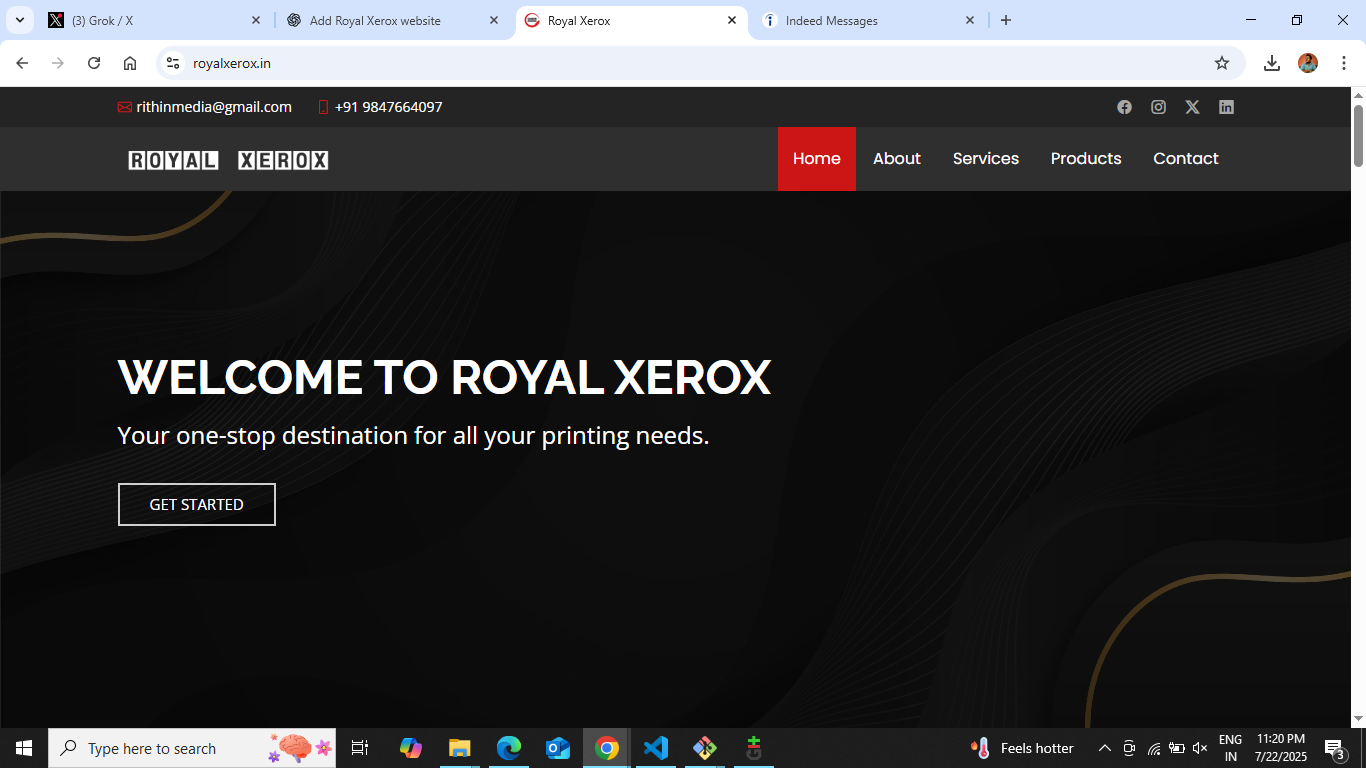 (3) Grok / X
Add Royal Xerox website
Royal Xerox
Indeed Messages
royalxerox.in
rithinmedia@gmail.com
+91 9847664097
ROYAL XEROX
Home
About
Services
Products
Contact
WELCOME TO ROYAL XEROX
Your one-stop destination for all your printing needs.
GET STARTED
Type here to search
Feels hotter
ENG
IN
11:20 PM
7/22/2025
3